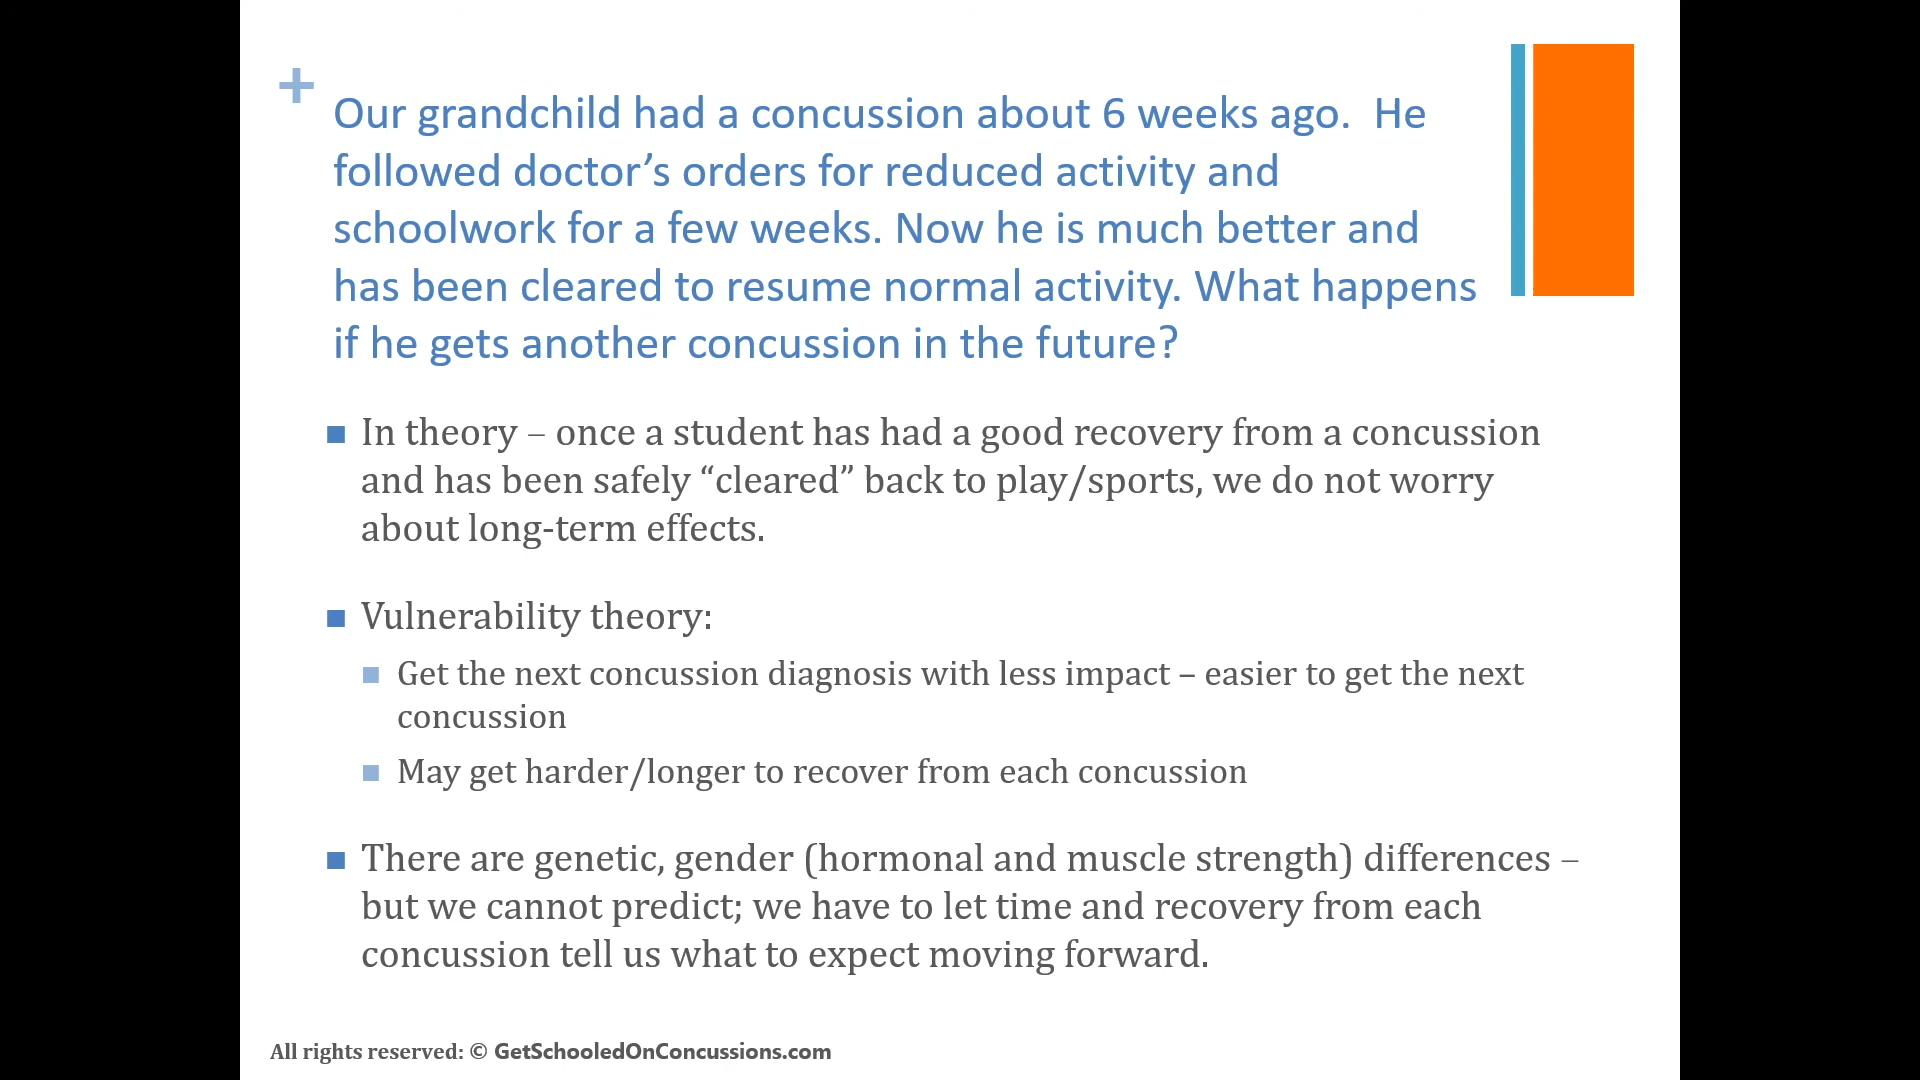 +
Our grandchild had a concussion about 6 weeks ago.  He
followed doctor’s orders for reduced activity and
schoolwork for a few weeks. Now he is much better and
has been cleared to resume normal activity. What happens
if he gets another concussion in the future?
■ In theory – once a student has had a good recovery from a concussion
and has been safely “cleared” back to play/sports, we do not worry
about long-term effects.
■ Vulnerability theory:
■ Get the next concussion diagnosis with less impact – easier to get the next
concussion
■ May get harder/longer to recover from each concussion
■ There are genetic, gender (hormonal and muscle strength) differences –
but we cannot predict; we have to let time and recovery from each
concussion tell us what to expect moving forward.
All rights reserved: © GetSchooledOnConcussions.com